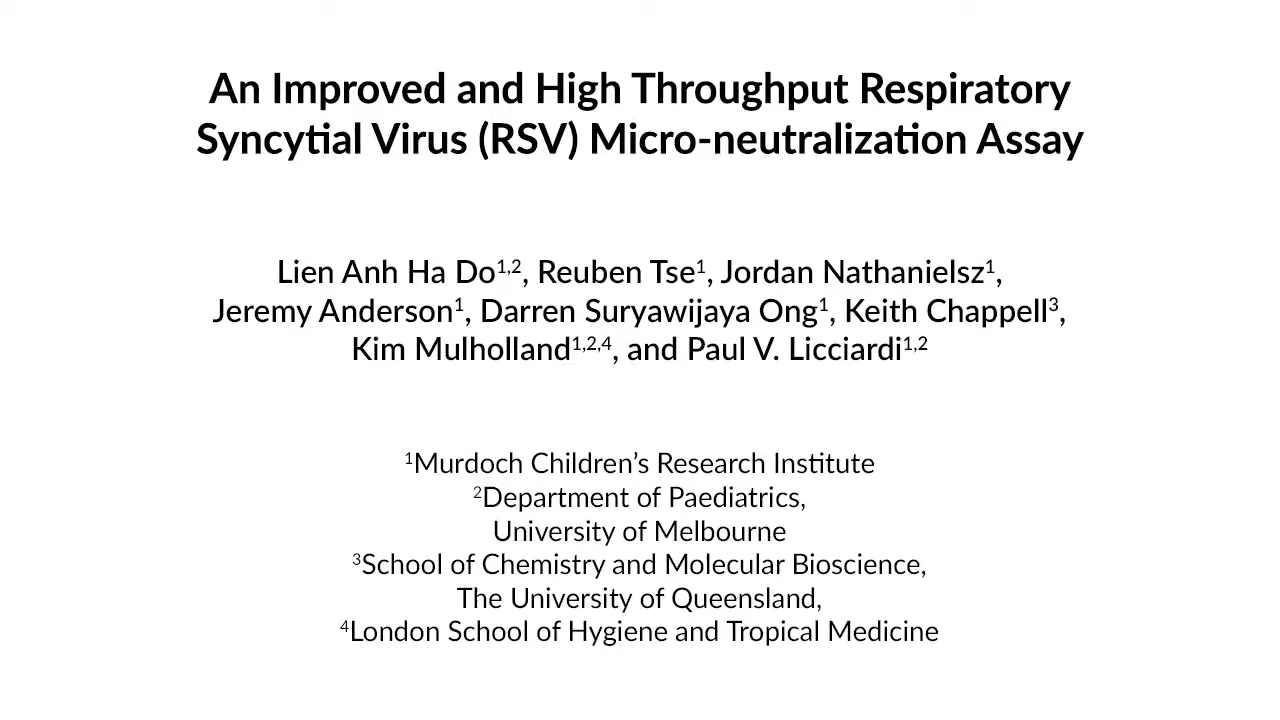 An Improved and High Throughput Respiratory
Syncytial Virus (RSV) Micro-neutralization Assay
Lien Anh Ha Do1,2, Reuben Tse1, Jordan Nathanielsz1,
Jeremy Anderson1, Darren Suryawijaya Ong1, Keith Chappell3,
Kim Mulholland1,2,4, and Paul V. Licciardi1,2
1Murdoch Children’s Research Institute
2Department of Paediatrics,
University of Melbourne
3School of Chemistry and Molecular Bioscience,
The University of Queensland,
4London School of Hygiene and Tropical Medicine